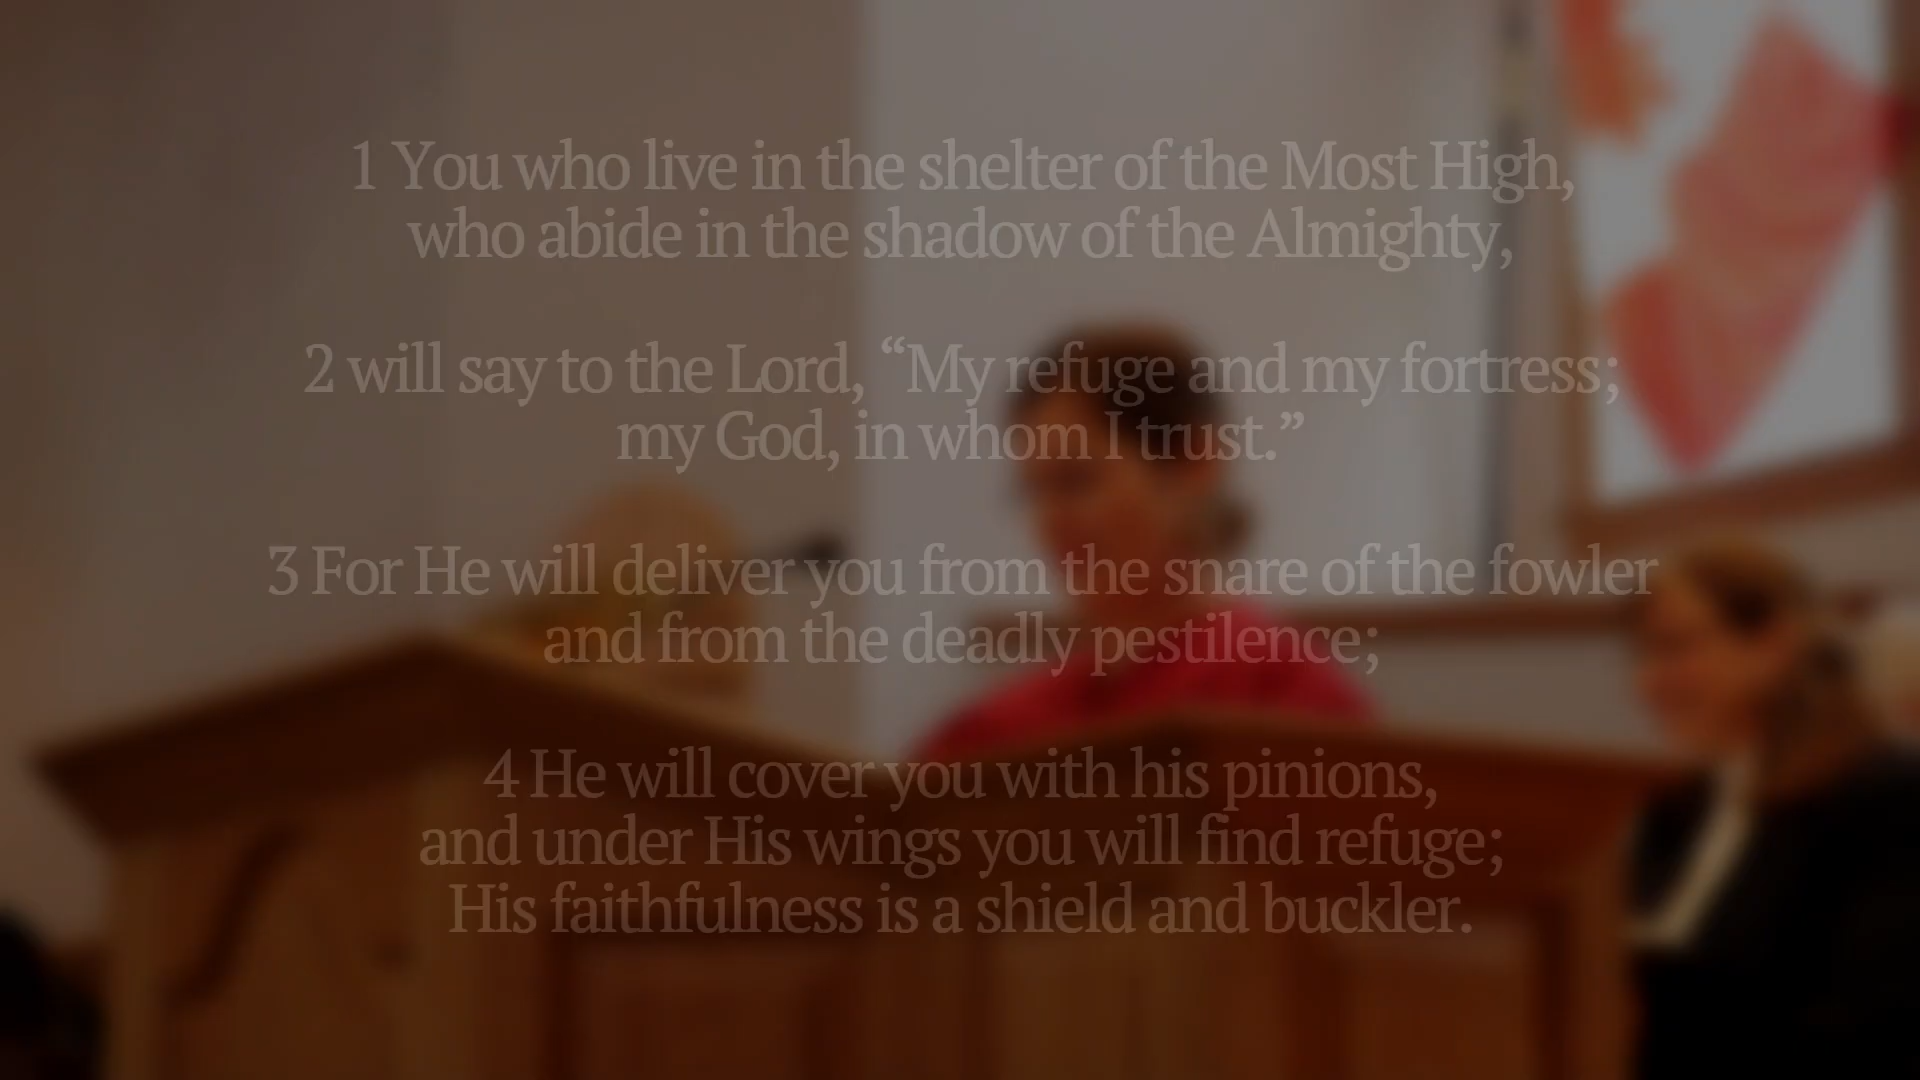 1 You who live in the shelter of the Most High,
who abide in the shadow of the Almighty,
2 will say to the Lord, “My refuge and my fortress;
my God, in whom I trust.”
3 For He will deliver you from the snare of the fowler
and from the deadly pestilence;
4 He will cover you with his pinions,
and under His wings you will find refuge;
His faithfulness is a shield and buckler.